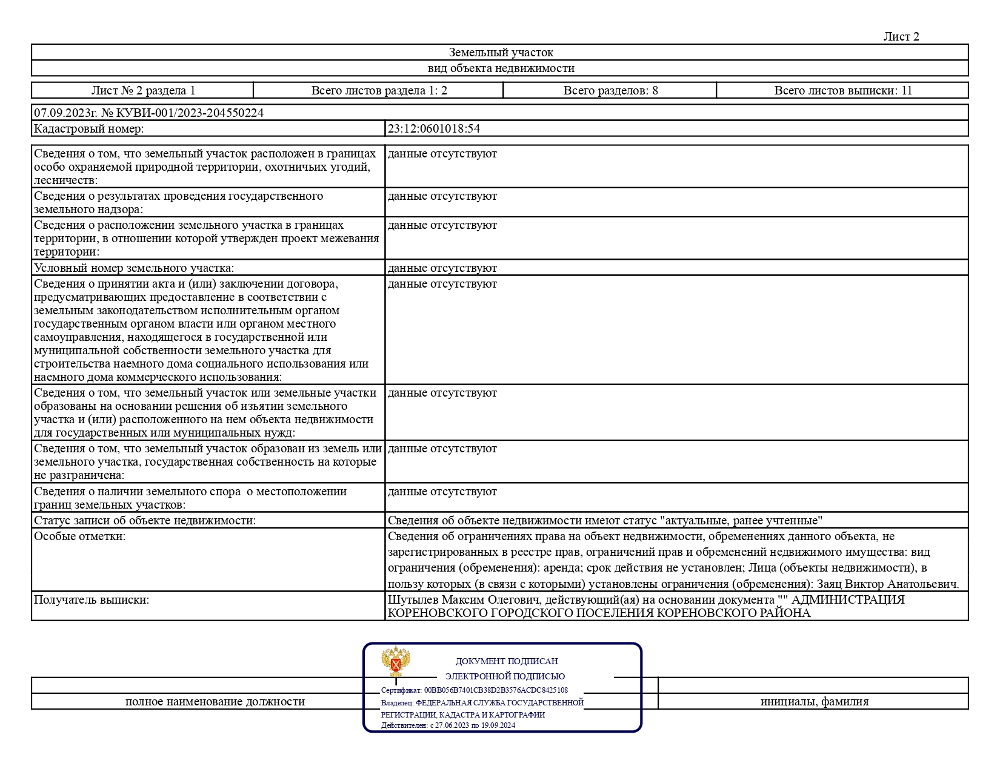 Лист 2
Земельный участок
вид объекта недвижимости
Лист № 2 раздела 1
Всего листов раздела 1: 2
Всего разделов: 8
Всего листов выписки: 11
07.09.2023г. № КУВИ-001/2023-204550224
Кадастровый номер:
23:12:0601018:54
Сведения о том, что земельный участок расположен в границах
особо охраняемой природной территории, охотничьих угодий,
лесничеств:
данные отсутствуют
Сведения о результатах проведения государственного
земельного надзора:
данные отсутствуют
Сведения о расположении земельного участка в границах
территории, в отношении которой утвержден проект межевания
территории:
данные отсутствуют
Условный номер земельного участка:
данные отсутствуют
Сведения о принятии акта и (или) заключении договора,
предусматривающих предоставление в соответствии с
земельным законодательством исполнительным органом
государственным органом власти или органом местного
самоуправления, находящегося в государственной или
муниципальной собственности земельного участка для
строительства наемного дома социального использования или
наемного дома коммерческого использования:
данные отсутствуют
Сведения о том, что земельный участок или земельные участки
образованы на основании решения об изъятии земельного
участка и (или) расположенного на нем объекта недвижимости
для государственных или муниципальных нужд:
данные отсутствуют
Сведения о том, что земельный участок образован из земель или
земельного участка, государственная собственность на которые
не разграничена:
данные отсутствуют
Сведения о наличии земельного спора  о местоположении
границ земельных участков:
данные отсутствуют
Статус записи об объекте недвижимости:
Сведения об объекте недвижимости имеют статус "актуальные, ранее учтенные"
Особые отметки:
Сведения об ограничениях права на объект недвижимости, обременениях данного объекта, не
зарегистрированных в реестре прав, ограничений прав и обременений недвижимого имущества: вид
ограничения (обременения): аренда; срок действия не установлен; Лица (объекты недвижимости), в
пользу которых (в связи с которыми) установлены ограничения (обременения): Заяц Виктор Анатольевич.
Получатель выписки:
Шутылев Максим Олегович, действующий(ая) на основании документа "" АДМИНИСТРАЦИЯ
КОРЕНОВСКОГО ГОРОДСКОГО ПОСЕЛЕНИЯ КОРЕНОВСКОГО РАЙОНА
ДОКУМЕНТ ПОДПИСАН
ЭЛЕКТРОННОЙ ПОДПИСЬЮ
Сертификат: 00BB056B7401CB38D2B3576ACDC8425108
Владелец: ФЕДЕРАЛЬНАЯ СЛУЖБА ГОСУДАРСТВЕННОЙ
РЕГИСТРАЦИИ, КАДАСТРА И КАРТОГРАФИИ
Действителен: с 27.06.2023 по 19.09.2024
полное наименование должности
инициалы, фамилия